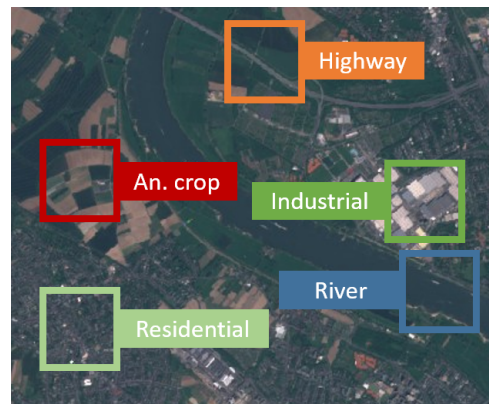 Highway
An. crop
Industrial
River
Residential